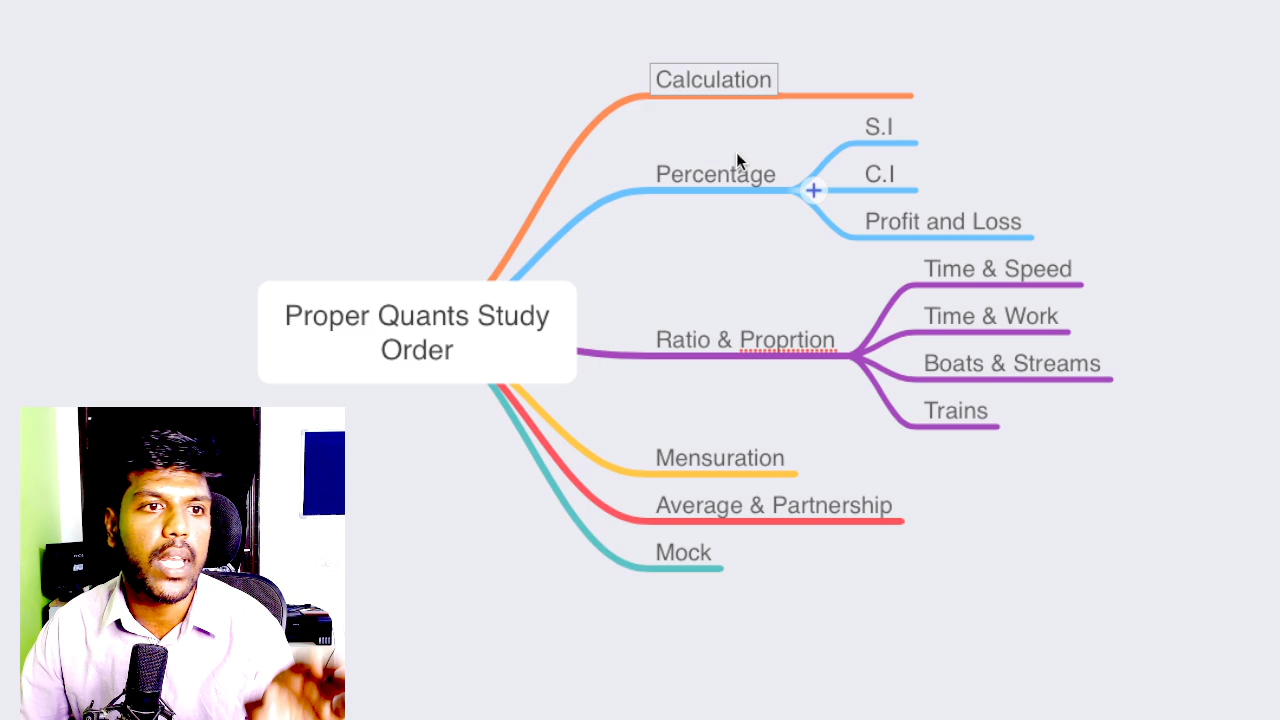 Calculation
S.I
Percentage
C.I
Profit and Loss
Time & Speed
Proper Quants Study
Order
Time & Work
Ratio & Proprtion
Boats & Streams
Trains
Mensuration
Average & Partnership
Mock